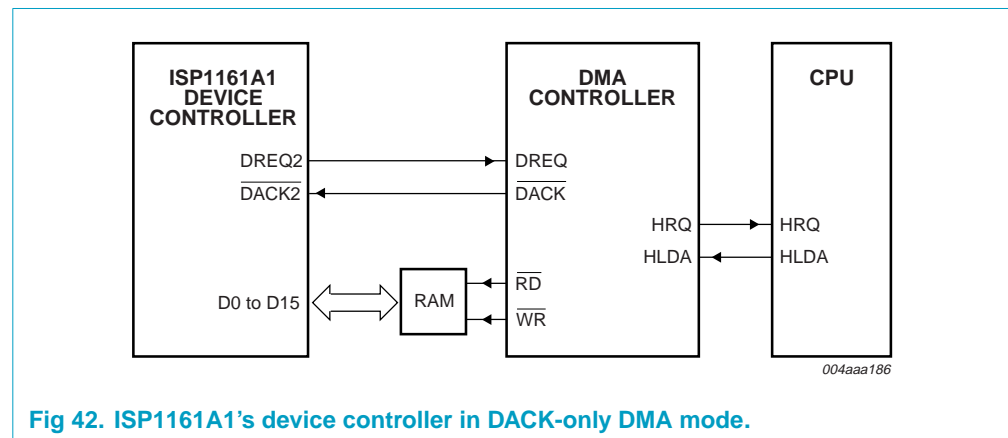 ISP1161A1
DEVICE
CONTROLLER
DMA
CONTROLLER
CPU
DREQ2
DREQ
DACK2
DACK
HRQ
HRQ
HLDA
HLDA
D0 to D15
RAM
RD
WR
004aaa186
Fig 42. ISP1161A1’s device controller in DACK-only DMA mode.